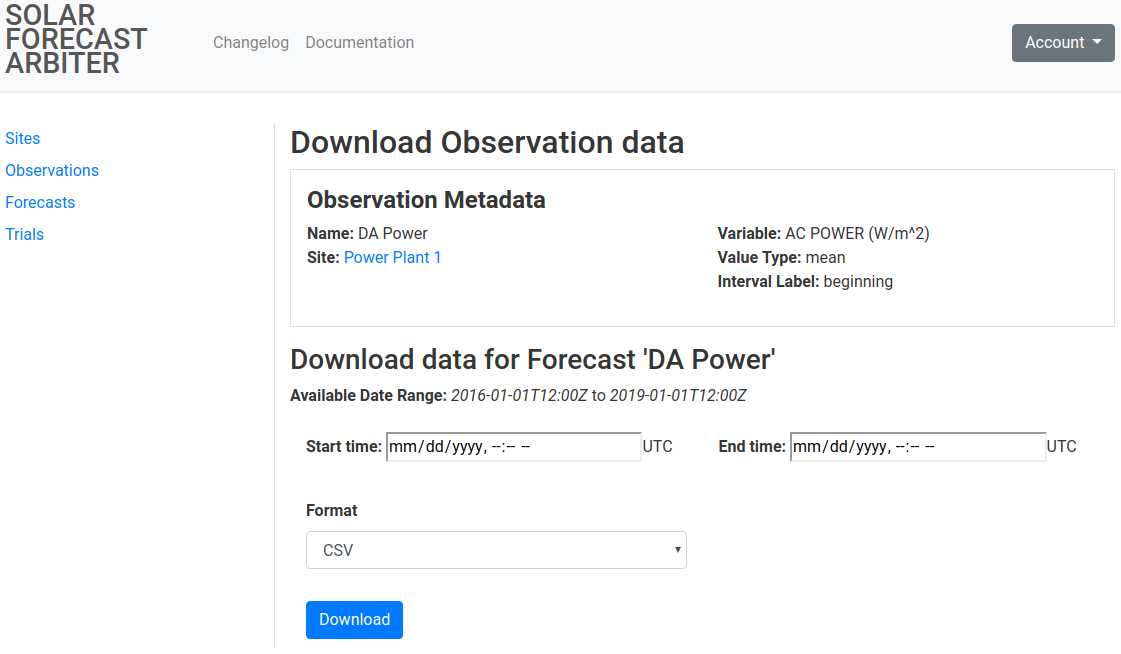 SOLAR
FORECAST
ARBITER
Changelog Documentation
Account
Sites
Observations
Forecasts
Trials
Download Observation data
Observation Metadata
Name: DA Power
Site: Power Plant 1
Variable: AC POWER (W/m^2)
Value Type: mean
Interval Label: beginning
Download data for Forecast 'DA Power'
Available Date Range: 2016-01-01T12:00Z to 2019-01-01T12:00Z
Start time: mm/dd/yyyy, --:-- -- UTC End time: mm/dd/yyyy, --:-- -- UTC
Format
CSV
Download